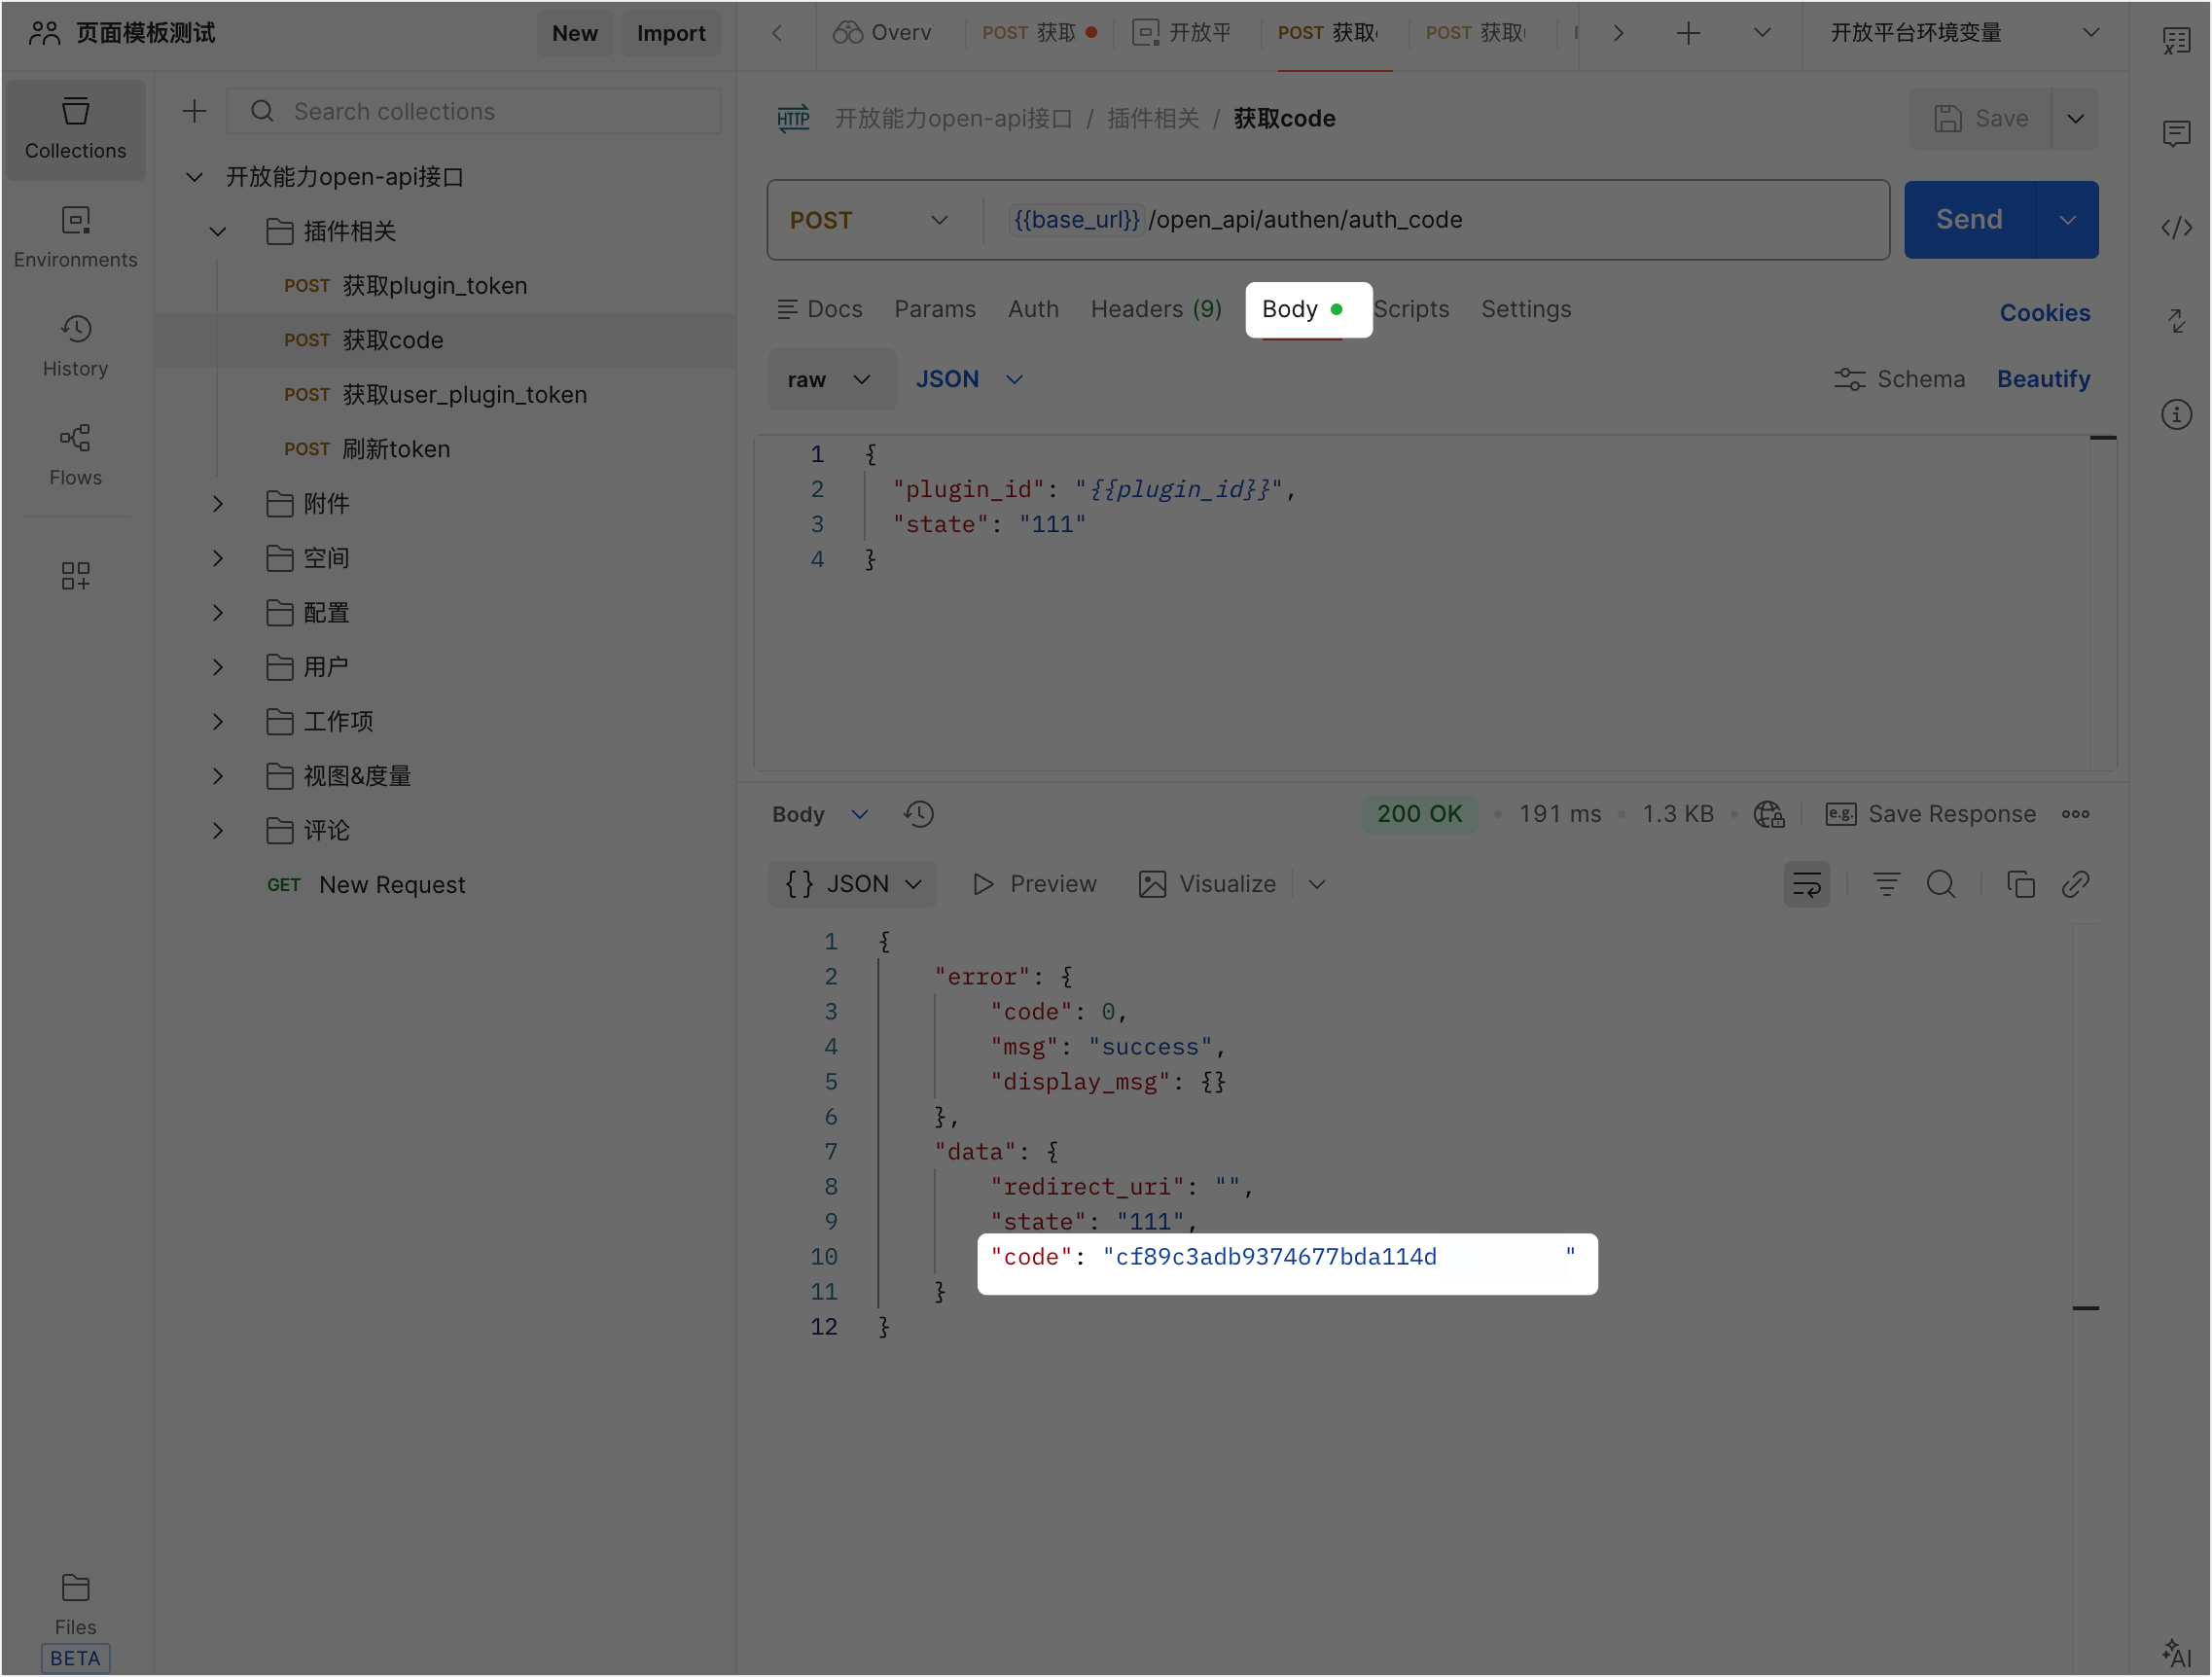 页面模板测试 New Import
Overv POST 获取 开放平 POST 获取 POST 获取
开放平台环境变量
Collections
Environments
History
Flows
Files
BETA
Search collections
开放能力open-api接口
插件相关
POST 获取plugin_token
POST 获取code
POST 获取user_plugin_token
POST 刷新token
附件
空间
配置
用户
工作项
视图&度量
评论
GET New Request
HTTP 开放能力open-api接口 / 插件相关 / 获取code
Save
POST {{base_url}} /open_api/authen/auth_code
Send
Docs Params Auth Headers (9) Body Scripts Settings
Cookies
raw JSON
Schema Beautify
1 {
2 "plugin_id": "{{plugin_id}}",
3 "state": "111"
4 }
Body
200 OK 191 ms 1.3 KB e.g. Save Response
{} JSON Preview Visualize
1 {
2 "error": {
3 "code": 0,
4 "msg": "success",
5 "display_msg": {}
6 },
7 "data": {
8 "redirect_uri": "",
9 "state": "111",
10 "code": "cf89c3adb9374677bda114d "
11 }
12 }
AI